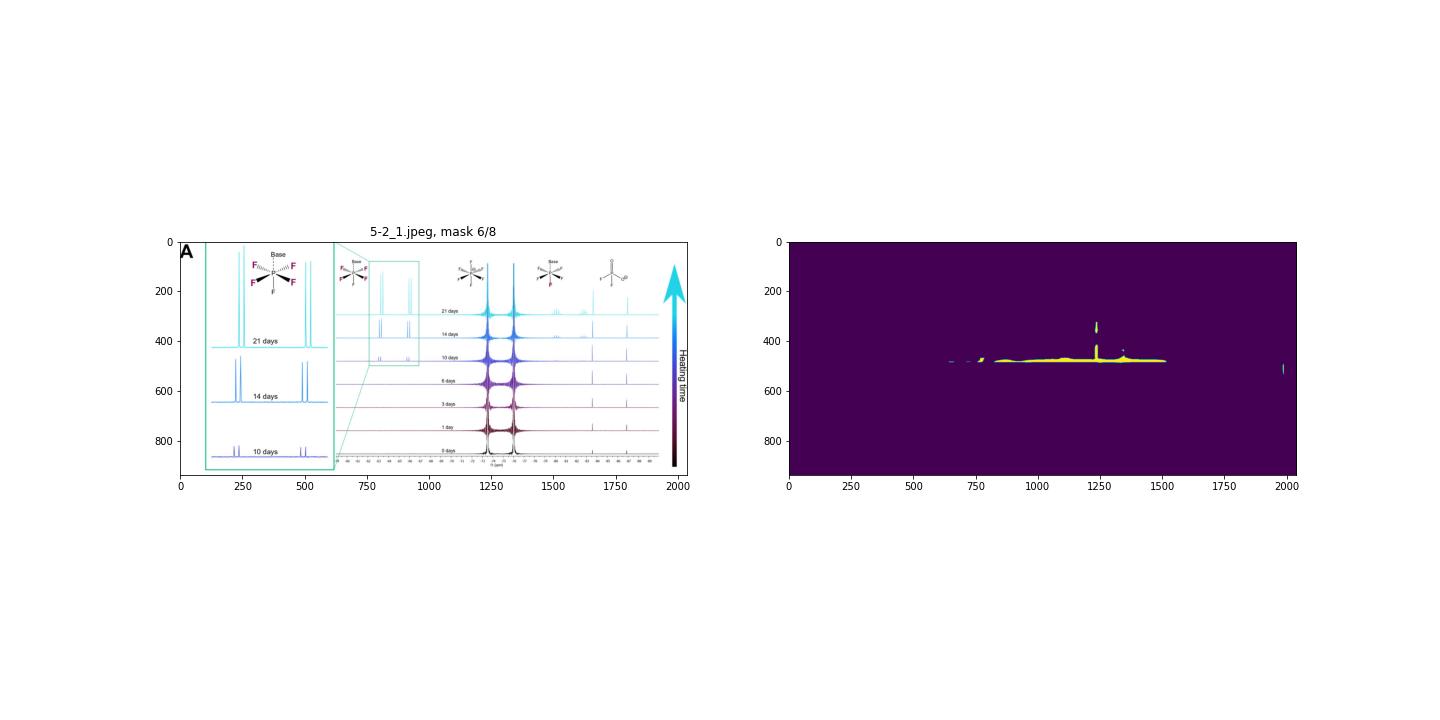 5-2_1.jpeg, mask 6/8
A
Base
F F
P
F F
F
21 days
14 days
10 days
Base
F F
P
F F
F
F
P
F
Base
F F
P
F F
F
O
P
F
F
21 days
14 days
10 days
6 days
3 days
1 day
0 days
Heating time
0
200
400
600
800
0 250 500 750 1000 1250 1500 1750 2000
0
200
400
600
800
0 250 500 750 1000 1250 1500 1750 2000